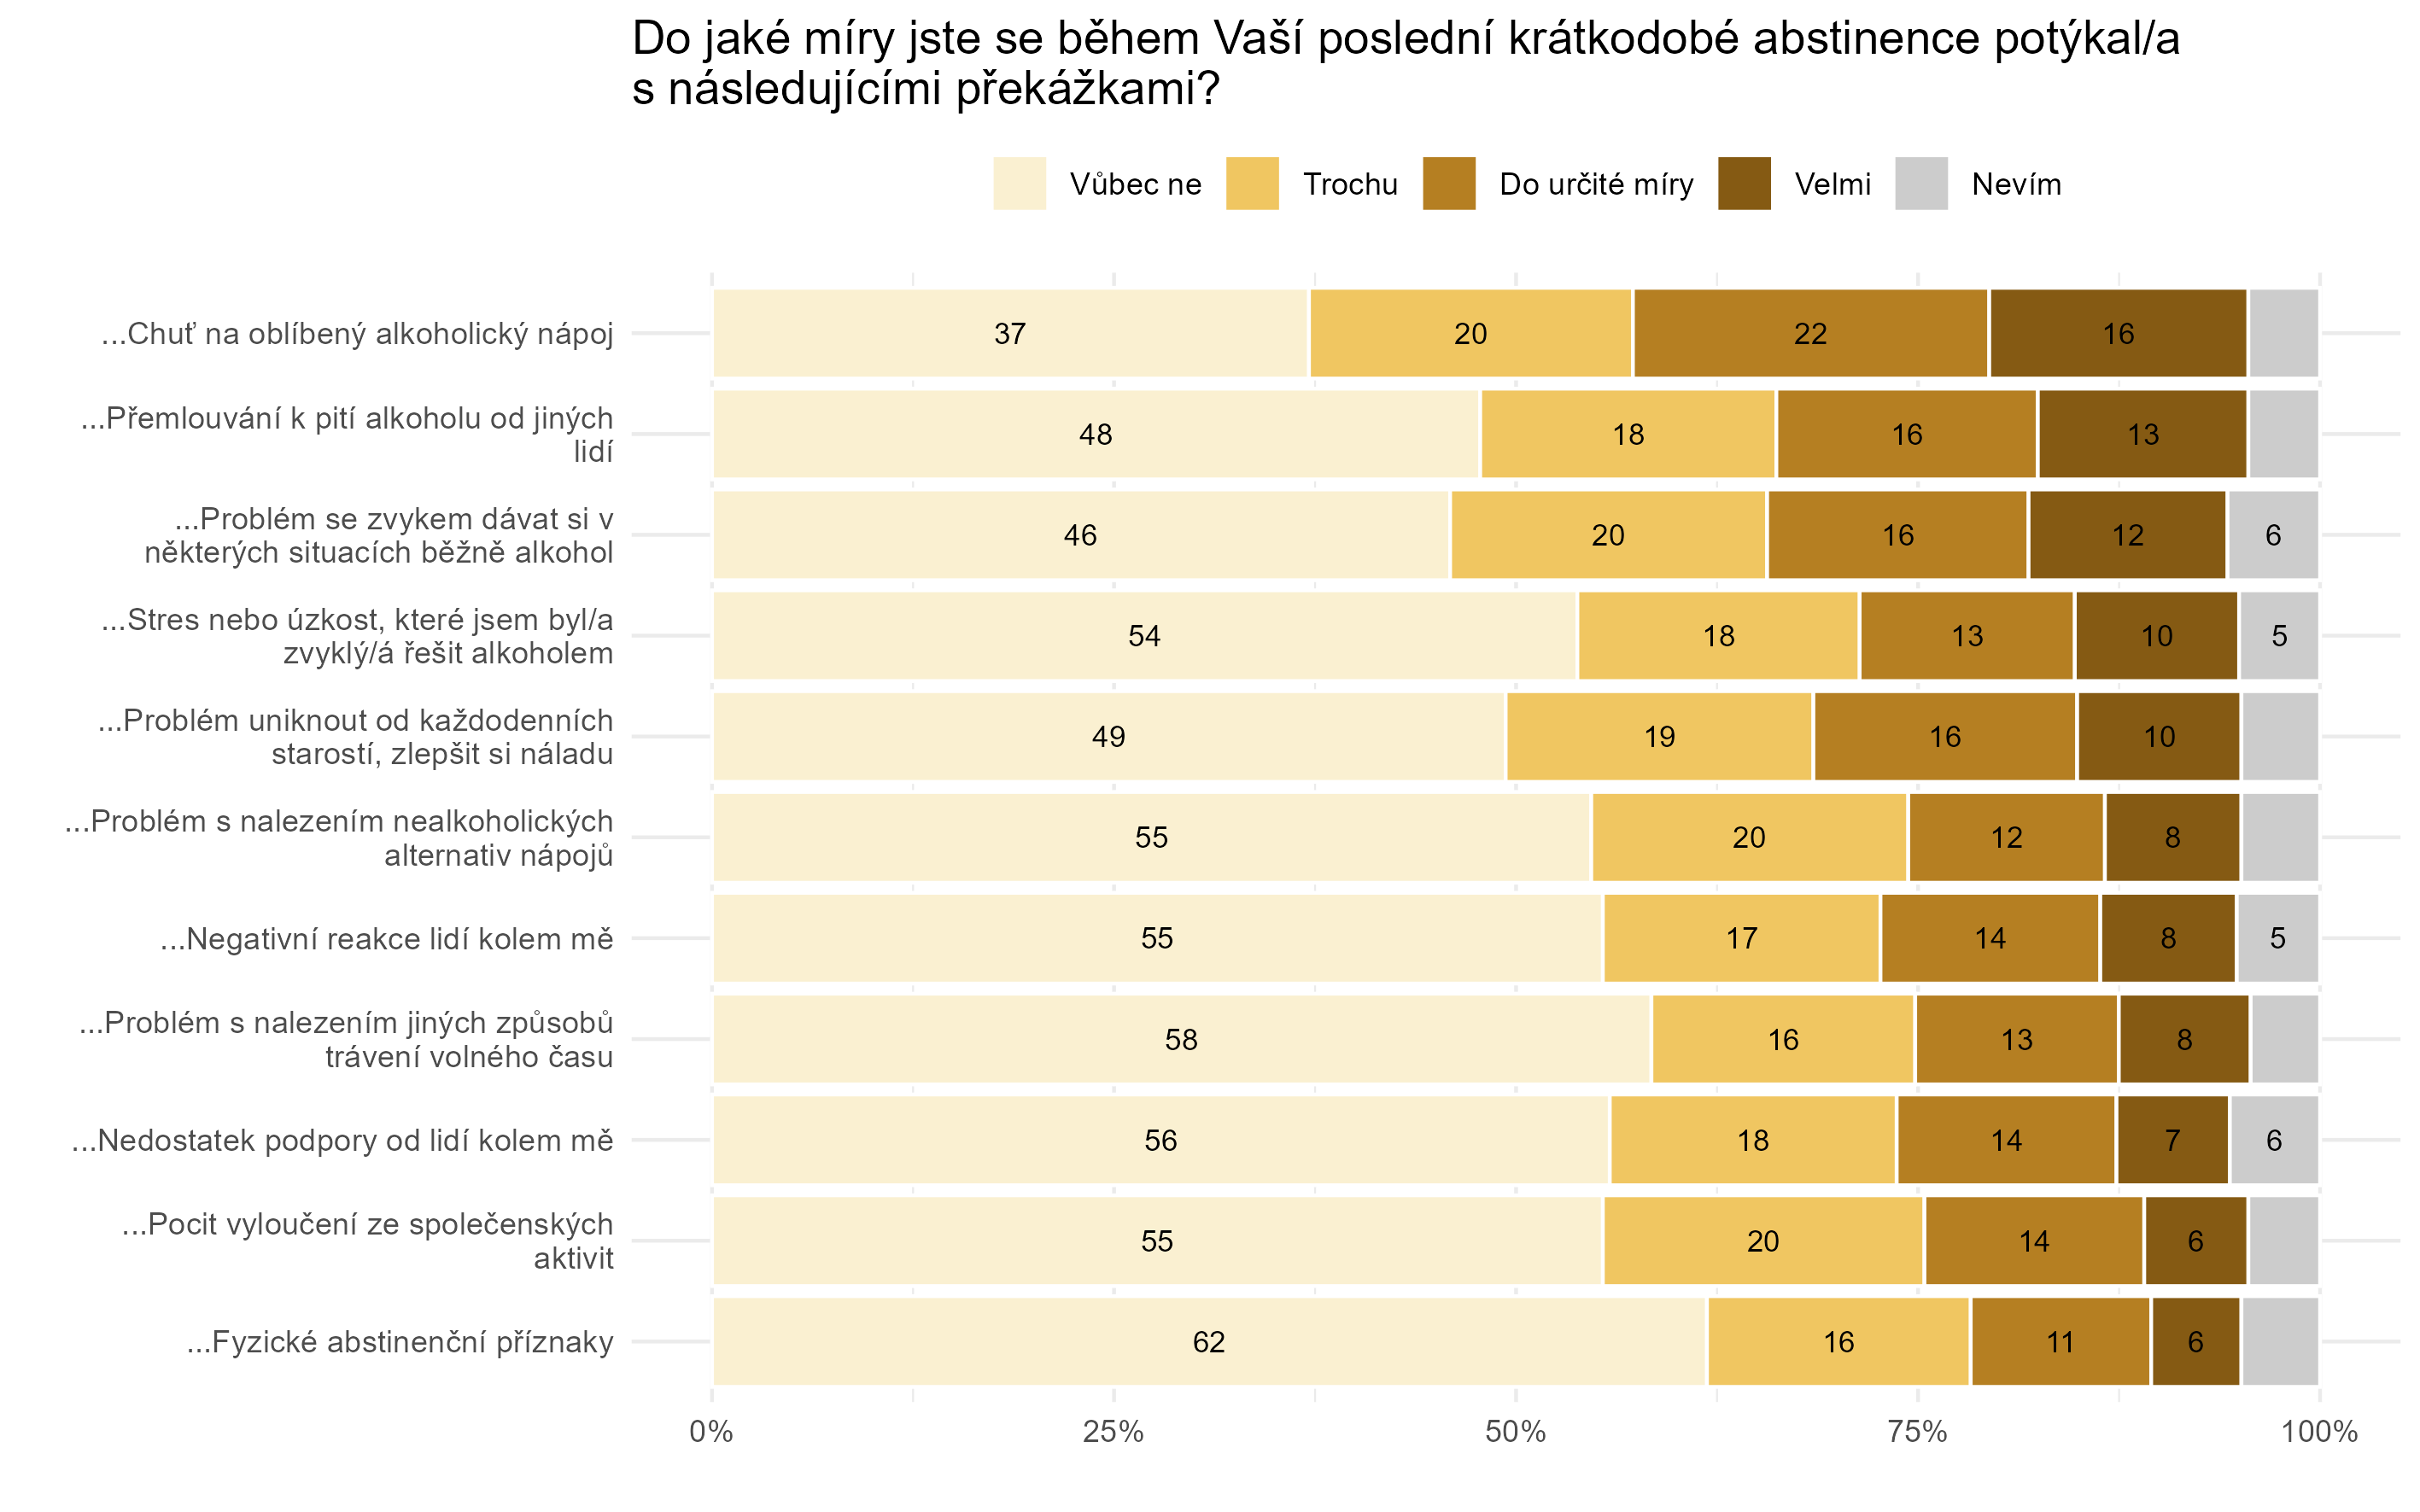 Do jaké míry jste se během Vaší poslední krátkodobé abstinence potýkal/a
s následujícími překážkami?
Vůbec ne Trochu Do určité míry Velmi Nevím
...Chuť na oblíbený alkoholický nápoj 37 20 22 16
...Přemlouvání k pití alkoholu od jiných
lidí
48 18 16 13
...Problém se zvykem dávat si v
některých situacích běžně alkohol
46 20 16 12 6
...Stres nebo úzkost, které jsem byl/a
zvyklý/á řešit alkoholem
54 18 13 10 5
...Problém uniknout od každodenních
starostí, zlepšit si náladu
49 19 16 10
...Problém s nalezením nealkoholických
alternativ nápojů
55 20 12 8
...Negativní reakce lidí kolem mě 55 17 14 8 5
...Problém s nalezením jiných způsobů
trávení volného času
58 16 13 8
...Nedostatek podpory od lidí kolem mě 56 18 14 7 6
...Pocit vyloučení ze společenských
aktivit
55 20 14 6
...Fyzické abstinenční příznaky 62 16 11 6
0% 25% 50% 75% 100%